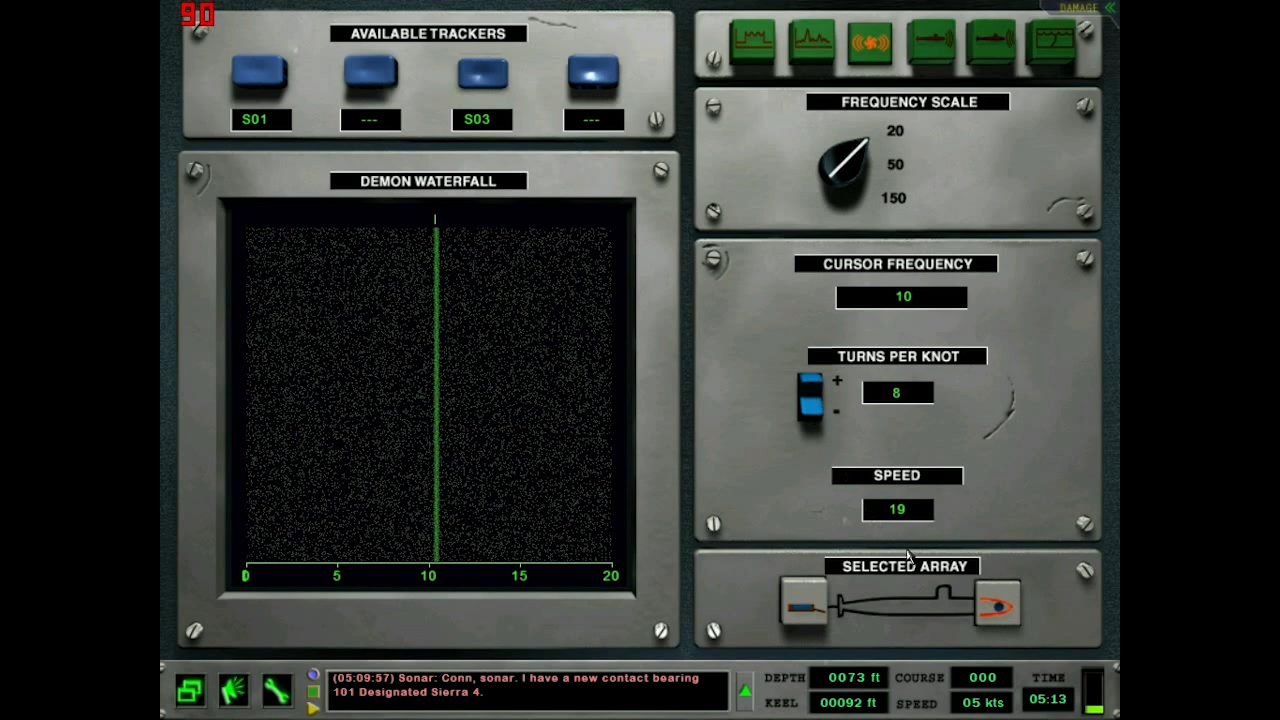 90
DAMAGE
AVAILABLE TRACKERS
S01 --- S03 ---
FREQUENCY SCALE
20
50
150
DEMON WATERFALL
0 5 10 15 20
CURSOR FREQUENCY
10
TURNS PER KNOT
+
8
-
SPEED
19
SELECTED ARRAY
(05:09:57) Sonar: Conn, sonar. I have a new contact bearing
101 Designated Sierra 4.
DEPTH 0073 ft COURSE 000 TIME
KEEL 00092 ft SPEED 05 kts 05:13